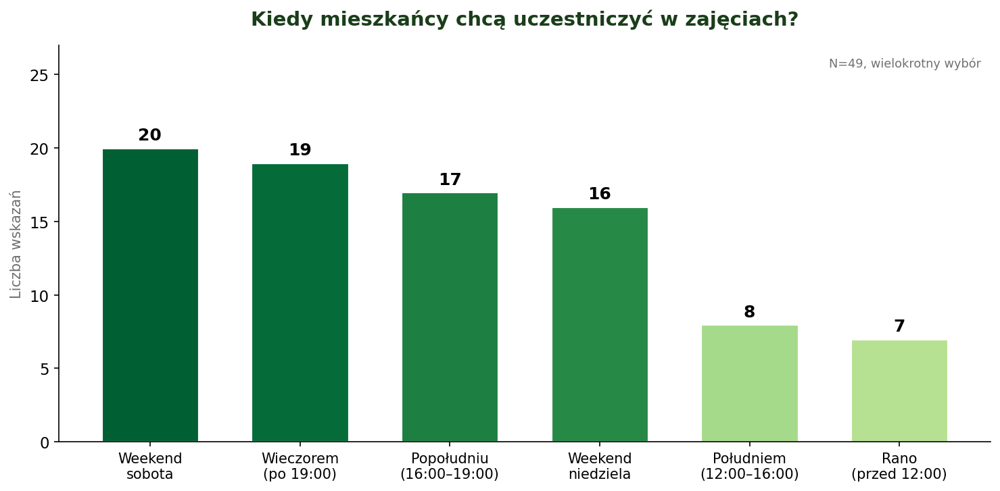 Kiedy mieszkańcy chcą uczestniczyć w zajęciach?
N=49, wielokrotny wybór
Liczba wskazań
25
20
15
10
5
0
20
19
17
16
8
7
Weekend
sobota
Wieczorem
(po 19:00)
Popołudniu
(16:00–19:00)
Weekend
niedziela
Południem
(12:00–16:00)
Rano
(przed 12:00)